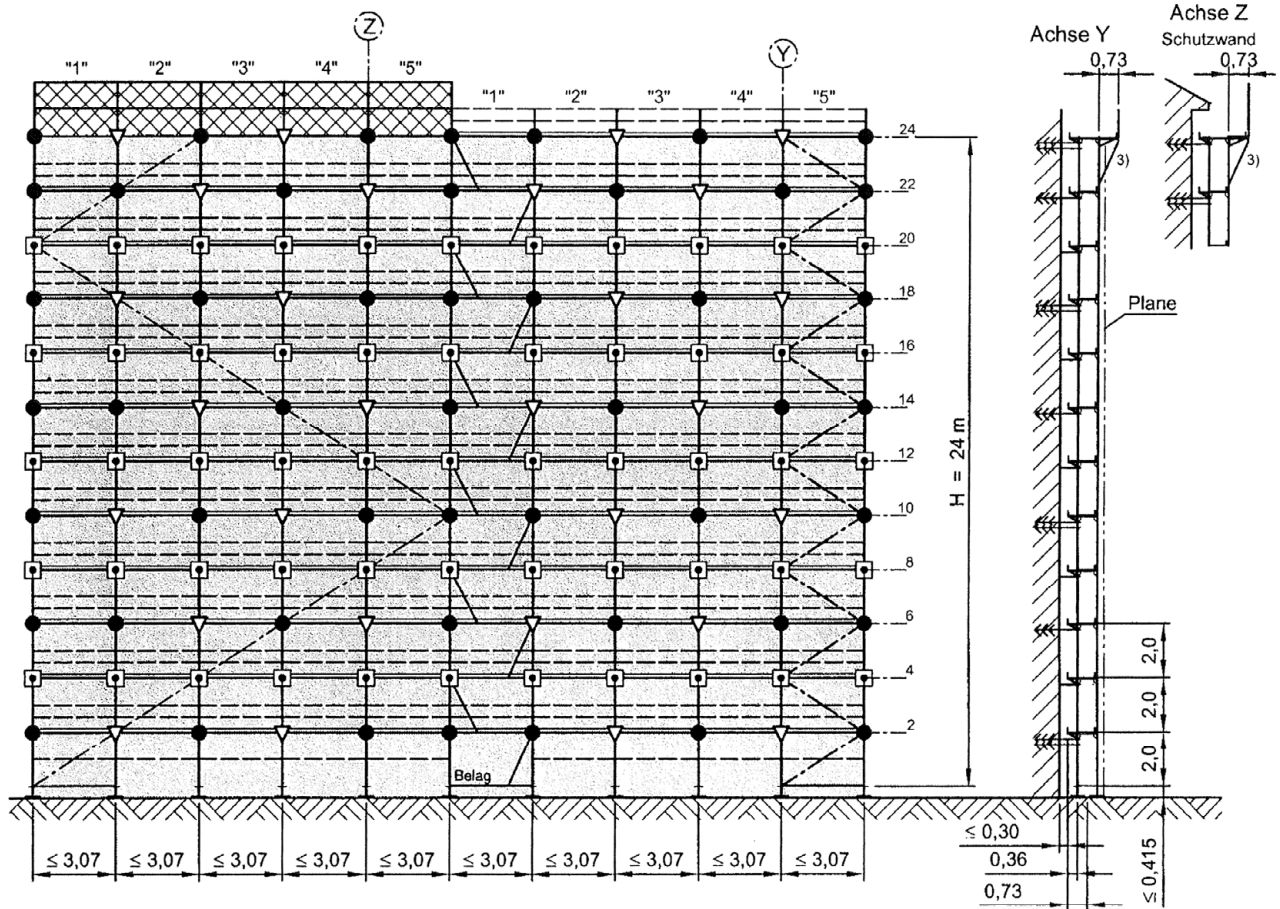 Z
Y
"1" "2" "3" "4" "5"
"1" "2" "3" "4" "5"
24
22
20
18
16
14
12
10
8
6
4
2
H = 24 m
Belag
≤ 3,07 ≤ 3,07 ≤ 3,07 ≤ 3,07 ≤ 3,07 ≤ 3,07 ≤ 3,07 ≤ 3,07 ≤ 3,07 ≤ 3,07
Achse Y
0,73
3)
Plane
2,0
2,0
2,0
≤ 0,30
0,36
0,73
≤ 0,415
Achse Z
Schutzwand
0,73
3)